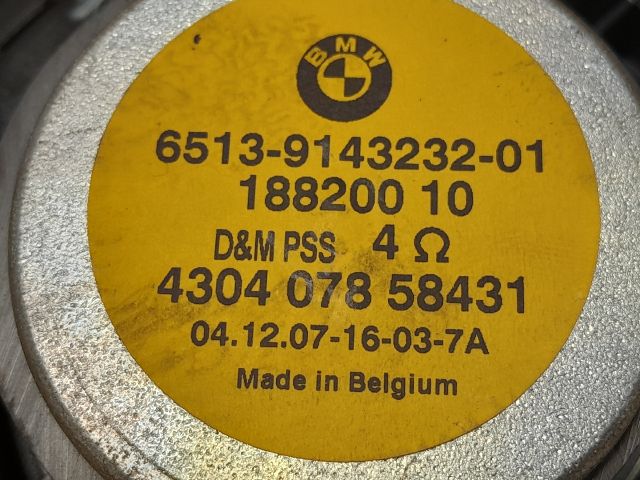 BMW
6513-9143232-01
188200 10
D&M PSS 4 Ω
4304 078 58431
04.12.07-16-03-7A
Made in Belgium